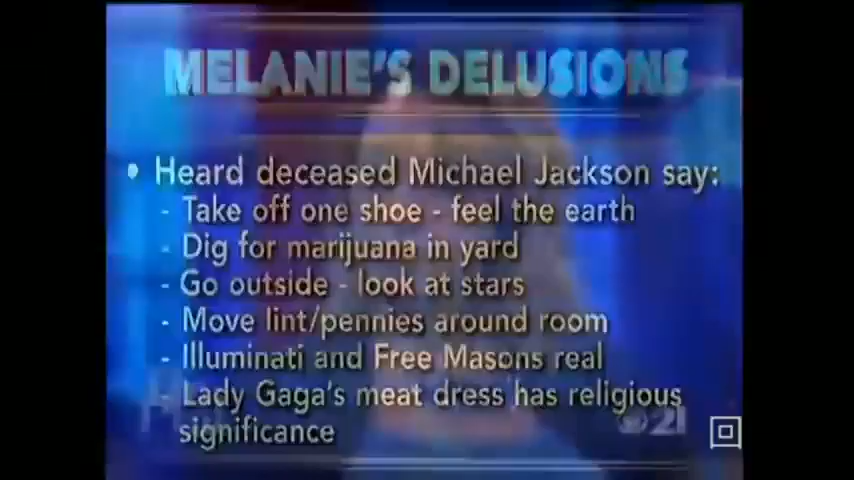 MELANIE'S DELUSIONS
• Heard deceased Michael Jackson say:
- Take off one shoe - feel the earth
- Dig for marijuana in yard
- Go outside - look at stars
- Move lint/pennies around room
- Illuminati and Free Masons real
- Lady Gaga's meat dress has religious
significance
21